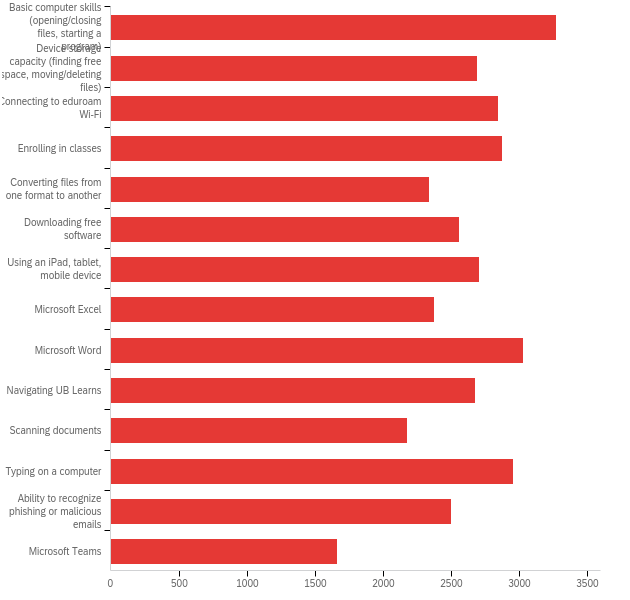 Basic computer skills
(opening/closing
files, starting a
program)
Device storage
capacity (finding free
space, moving/deleting
files)
Connecting to eduroam
Wi-Fi
Enrolling in classes
Converting files from
one format to another
Downloading free
software
Using an iPad, tablet,
mobile device
Microsoft Excel
Microsoft Word
Navigating UB Learns
Scanning documents
Typing on a computer
Ability to recognize
phishing or malicious
emails
Microsoft Teams
0 500 1000 1500 2000 2500 3000 3500